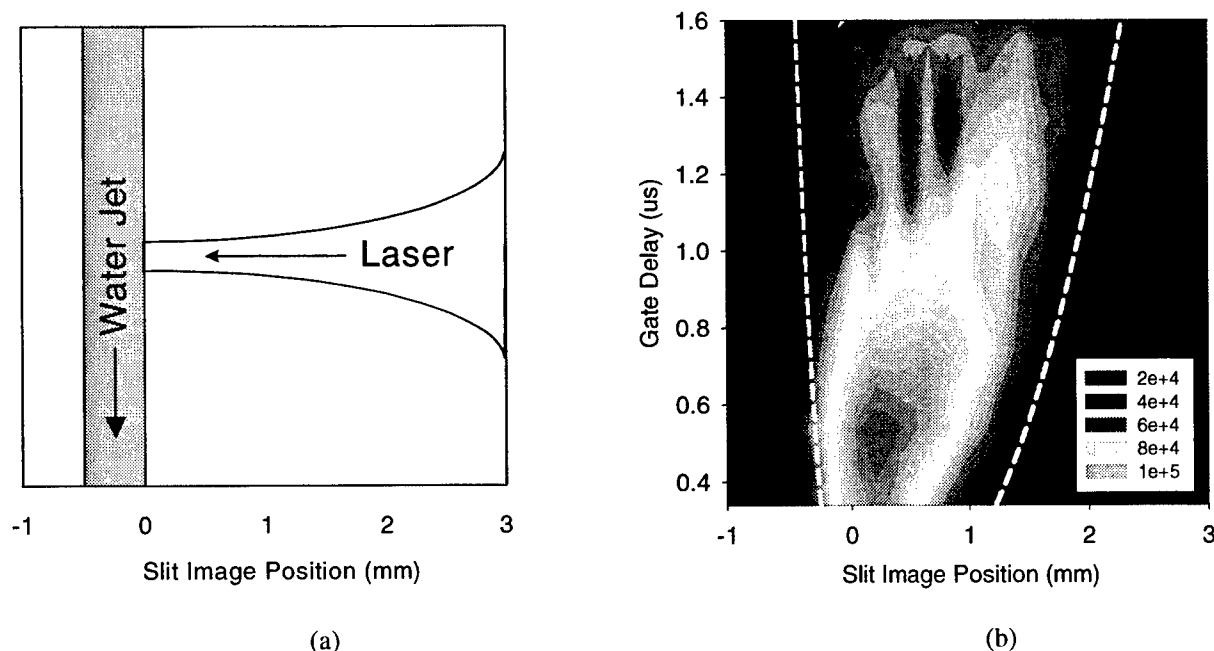 Water Jet
Laser
-1 0 1 2 3
Slit Image Position (mm)
(a)
1.6
1.4
1.2
1.0
0.8
0.6
0.4
Gate Delay (us)
2e+4
4e+4
6e+4
8e+4
1e+5
-1 0 1 2 3
Slit Image Position (mm)
(b)